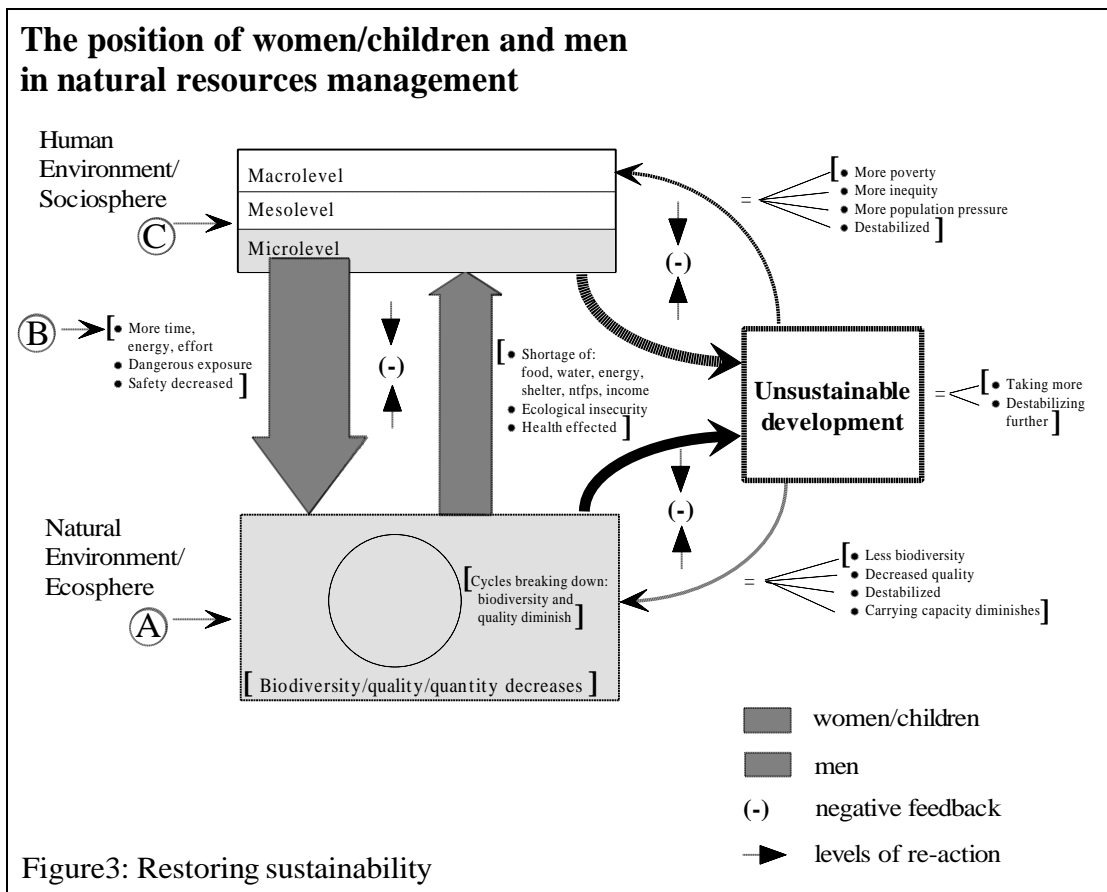 The position of women/children and men
in natural resources management
Human
Environment/
Sociosphere
C
Macrolevel
Mesolevel
Microlevel
(-)
=
[ ● More poverty
● More inequity
● More population pressure
● Destabilized ]
B
[ ● More time,
energy, effort
● Dangerous exposure
● Safety decreased ]
(-)
[ ● Shortage of:
food, water, energy,
shelter, ntfps, income
● Ecological insecurity
● Health effected ]
Unsustainable
development
=
[ ● Taking more
● Destabilizing
further ]
(-)
Natural
Environment/
Ecosphere
A
[ Cycles breaking down:
biodiversity and
quality diminish ]
[ Biodiversity/quality/quantity decreases ]
=
[ ● Less biodiversity
● Decreased quality
● Destabilized
● Carrying capacity diminishes ]
women/children
men
(-) negative feedback
levels of re-action
Figure3: Restoring sustainability